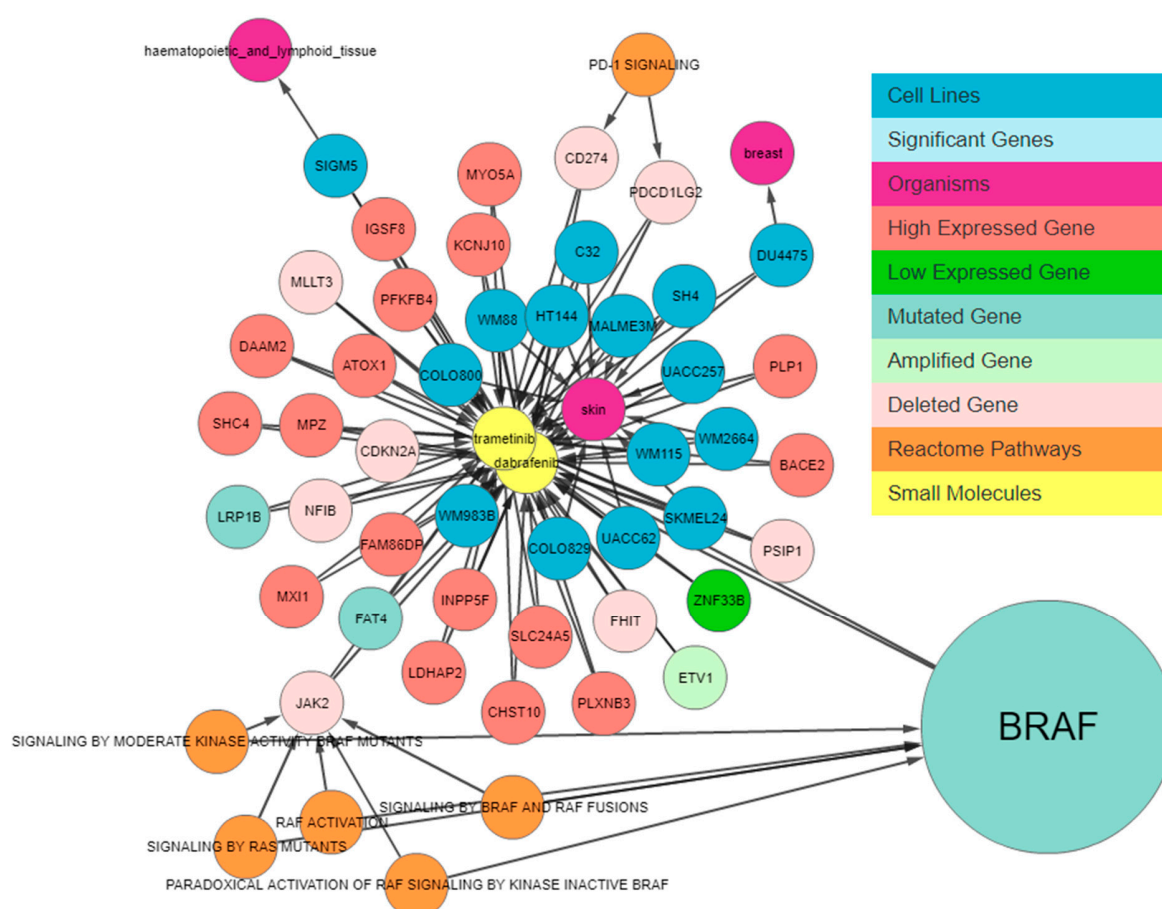 haematopoietic_and_lymphoid_tissue
PD-1 SIGNALING
Cell Lines
Significant Genes
Organisms
High Expressed Gene
Low Expressed Gene
Mutated Gene
Amplified Gene
Deleted Gene
Reactome Pathways
Small Molecules
SIGM5
MYO5A
CD274
breast
PDCD1LG2
IGSF8
KCNJ10
C32
DU4475
MLLT3
PFKFB4
WM88
HT144
MALME3M
SH4
DAAM2
ATOX1
COLO800
UACC257
PLP1
SHC4
MPZ
skin
trametinib
CDKN2A
dabrafenib
WM115
WM2664
BACE2
LRP1B
NFIB
WM983B
SKMEL24
FAM86DP
COLO829
UACC62
PSIP1
MXI1
FAT4
INPP5F
SLC24A5
FHIT
ZNF33B
LDHAP2
ETV1
JAK2
CHST10
PLXNB3
BRAF
SIGNALING BY MODERATE KINASE ACTIVITY BRAF MUTANTS
SIGNALING BY BRAF AND RAF FUSIONS
RAF ACTIVATION
SIGNALING BY RAS MUTANTS
PARADOXICAL ACTIVATION OF RAF SIGNALING BY KINASE INACTIVE BRAF